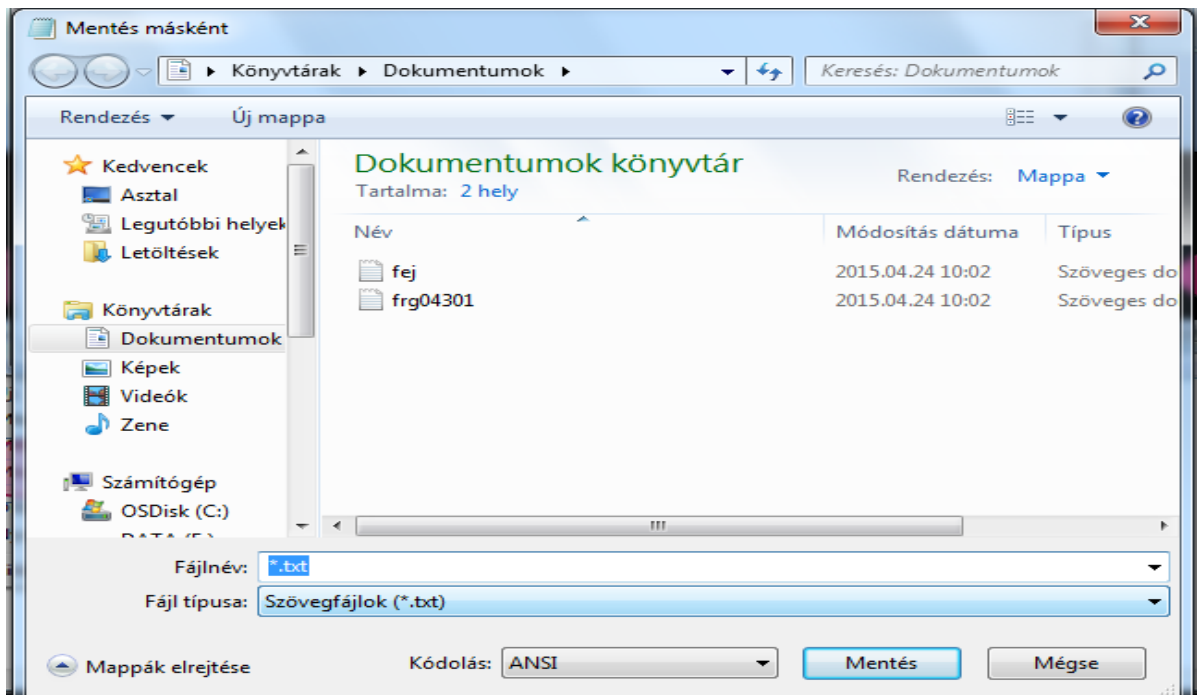 Mentés másként
Könyvtárak Dokumentumok
Keresés: Dokumentumok
Rendezés Új mappa
Kedvencek
Asztal
Legutóbbi helyek
Letöltések
Könyvtárak
Dokumentumok
Képek
Videók
Zene
Számítógép
OSDisk (C:)
Dokumentumok könyvtár
Tartalma: 2 hely
Rendezés: Mappa
Név Módosítás dátuma Típus
fej 2015.04.24 10:02 Szöveges do
frg04301 2015.04.24 10:02 Szöveges do
Fájlnév: *.txt
Fájl típusa: Szövegfájlok (*.txt)
Mappák elrejtése Kódolás: ANSI Mentés Mégse